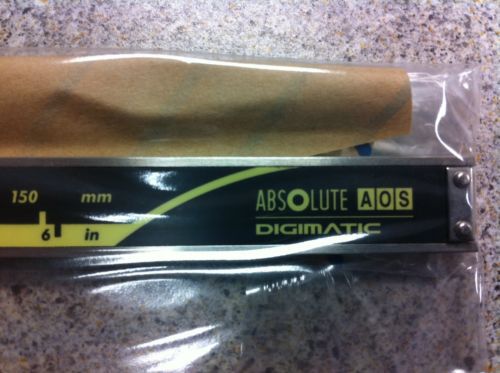 150 mm
6 in
ABSOLUTE AOS
DIGIMATIC